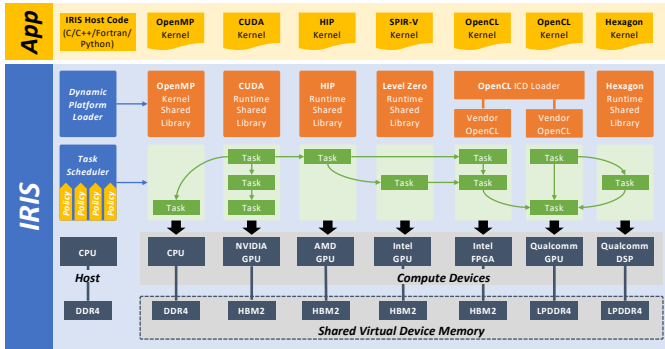 App
IRIS Host Code
(C/C++/Fortran/
Python)
OpenMP
Kernel
CUDA
Kernel
HIP
Kernel
SPIR-V
Kernel
OpenCL
Kernel
OpenCL
Kernel
Hexagon
Kernel
IRIS
Dynamic
Platform
Loader
OpenMP
Kernel
Shared
Library
CUDA
Runtime
Shared
Library
HIP
Runtime
Shared
Library
Level Zero
Runtime
Shared
Library
OpenCL ICD Loader
Vendor
OpenCL
Vendor
OpenCL
Hexagon
Runtime
Shared
Library
Task
Scheduler
Policy
Policy
Policy
Policy
Task
Task
Task
Task
Task
Task
Task
Task
Task
Task
Task
Task
Task
CPU
Host
DDR4
CPU
NVIDIA
GPU
AMD
GPU
Intel
GPU
Intel
FPGA
Qualcomm
GPU
Qualcomm
DSP
Compute Devices
DDR4
HBM2
HBM2
HBM2
HBM2
LPDDR4
LPDDR4
Shared Virtual Device Memory